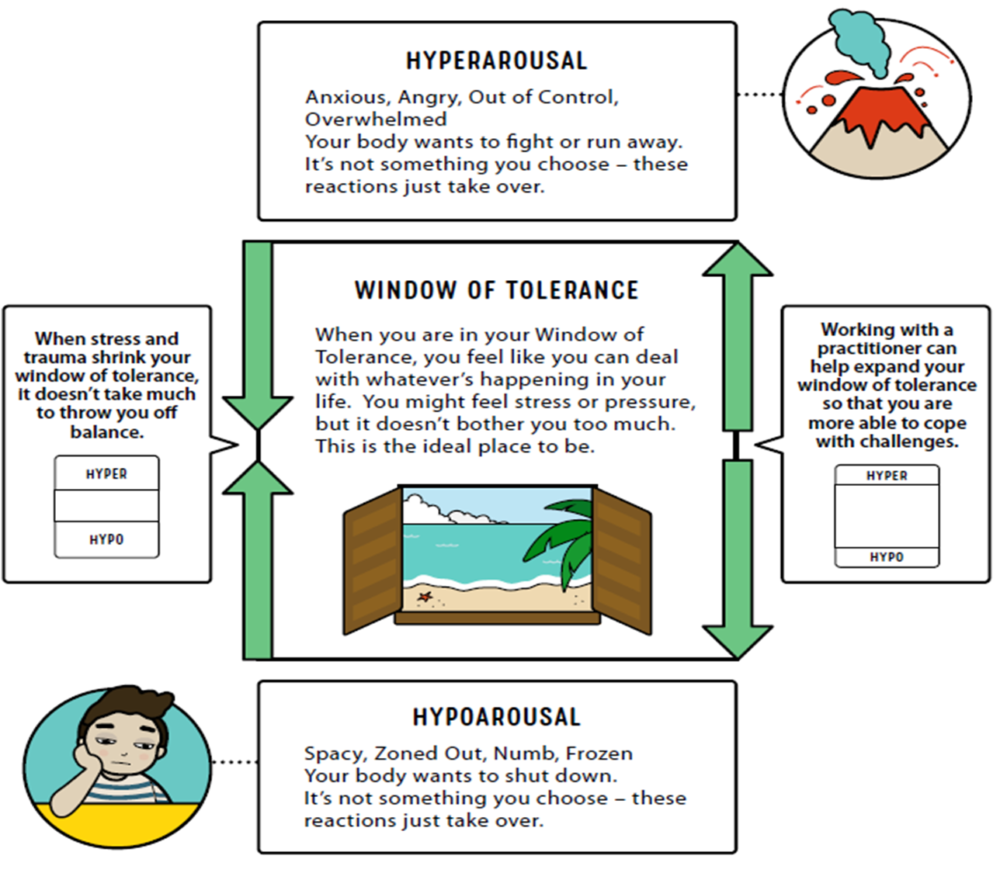 HYPERAROUSAL
Anxious, Angry, Out of Control,
Overwhelmed
Your body wants to fight or run away.
It’s not something you choose – these
reactions just take over.
WINDOW OF TOLERANCE
When you are in your Window of
Tolerance, you feel like you can deal
with whatever’s happening in your
life.  You might feel stress or pressure,
but it doesn’t bother you too much.
This is the ideal place to be.
When stress and
trauma shrink your
window of tolerance,
it doesn’t take much
to throw you off
balance.
HYPER
HYPO
Working with a
practitioner can
help expand your
window of tolerance
so that you are
more able to cope
with challenges.
HYPER
HYPO
HYPOAROUSAL
Spacy, Zoned Out, Numb, Frozen
Your body wants to shut down.
It’s not something you choose – these
reactions just take over.